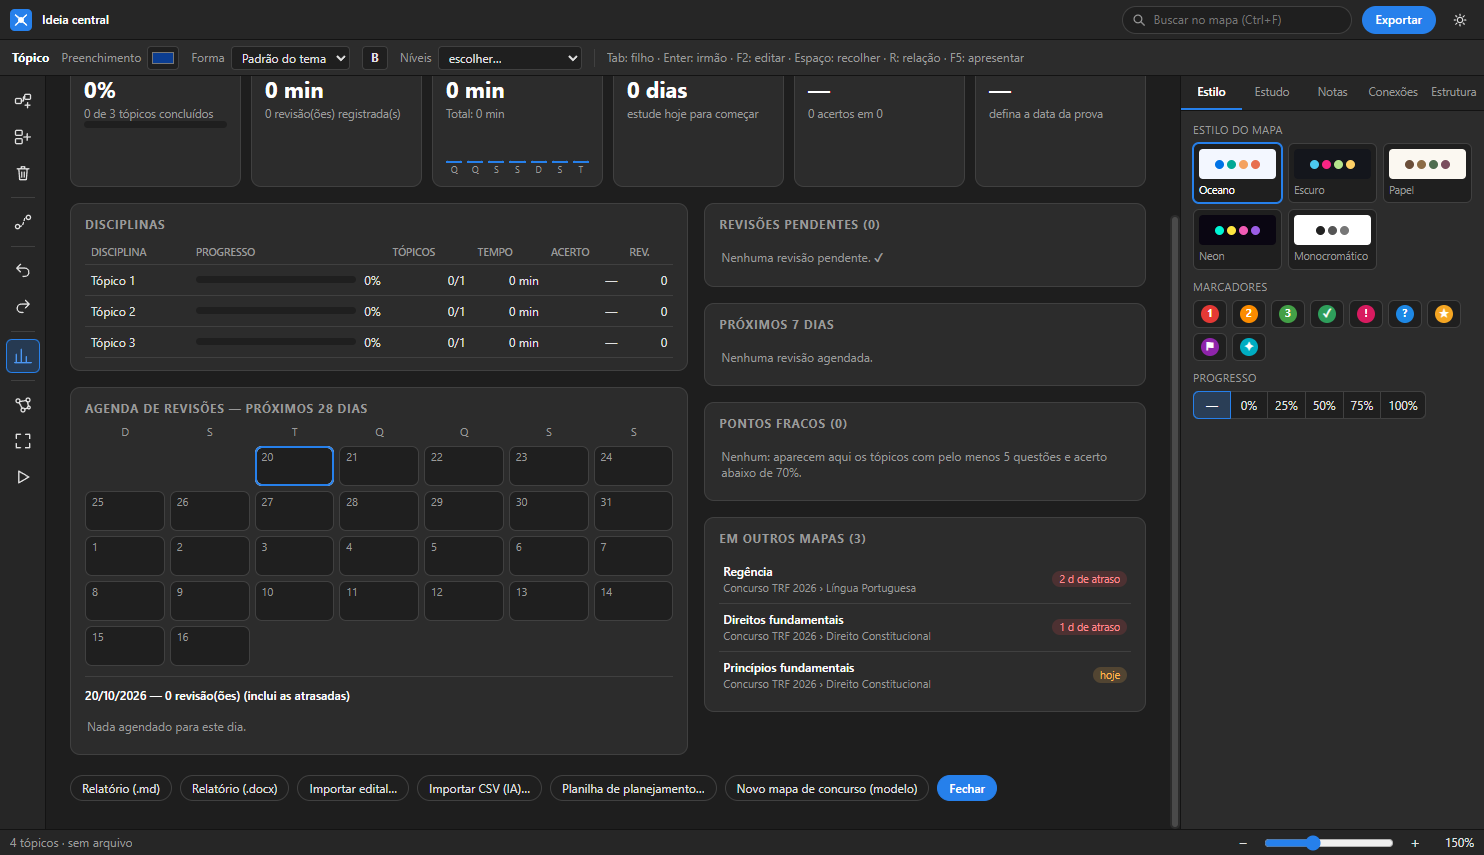 Ideia central
Buscar no mapa (Ctrl+F)
Exportar
Tópico
Preenchimento
Forma
Padrão do tema
B
Níveis
escolher...
Tab: filho · Enter: irmão · F2: editar · Espaço: recolher · R: relação · F5: apresentar
0%
0 de 3 tópicos concluídos
0 min
0 revisão(ões) registrada(s)
0 min
Total: 0 min
Q Q S S D S T
0 dias
estude hoje para começar
—
0 acertos em 0
—
defina a data da prova
DISCIPLINAS
DISCIPLINA PROGRESSO TÓPICOS TEMPO ACERTO REV.
Tópico 1 0% 0/1 0 min — 0
Tópico 2 0% 0/1 0 min — 0
Tópico 3 0% 0/1 0 min — 0
AGENDA DE REVISÕES — PRÓXIMOS 28 DIAS
D S T Q Q S S
20 21 22 23 24
25 26 27 28 29 30 31
1 2 3 4 5 6 7
8 9 10 11 12 13 14
15 16
20/10/2026 — 0 revisão(ões) (inclui as atrasadas)
Nada agendado para este dia.
REVISÕES PENDENTES (0)
Nenhuma revisão pendente. ✓
PRÓXIMOS 7 DIAS
Nenhuma revisão agendada.
PONTOS FRACOS (0)
Nenhum: aparecem aqui os tópicos com pelo menos 5 questões e acerto
abaixo de 70%.
EM OUTROS MAPAS (3)
Regência
Concurso TRF 2026 › Língua Portuguesa
2 d de atraso
Direitos fundamentais
Concurso TRF 2026 › Direito Constitucional
1 d de atraso
Princípios fundamentais
Concurso TRF 2026 › Direito Constitucional
hoje
Relatório (.md)
Relatório (.docx)
Importar edital...
Importar CSV (IA)...
Planilha de planejamento...
Novo mapa de concurso (modelo)
Fechar
Estilo Estudo Notas Conexões Estrutura
ESTILO DO MAPA
Oceano Escuro Papel
Neon Monocromático
MARCADORES
1 2 3 ✓ ! ? ★
PROGRESSO
— 0% 25% 50% 75% 100%
4 tópicos · sem arquivo
− + 150%